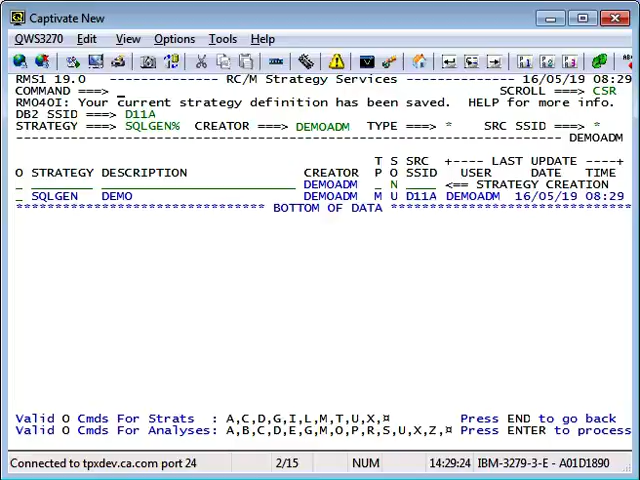 Captivate New
QWS3270 Edit View Options Tools Help
RMS1 19.0 ------------- RC/M Strategy Services ------------- 16/05/19 08:29
COMMAND ===> _ SCROLL ===> CSR
RM040I: Your current strategy definition has been saved. HELP for more info.
DB2 SSID ===> D11A
STRATEGY ===> SQLGEN% CREATOR ===> DEMOADM TYPE ===> * SRC SSID ===> *
------------------------------------------------------------------- DEMOADM
T S SRC +---- LAST UPDATE ----+
O STRATEGY DESCRIPTION CREATOR P O SSID USER DATE TIME
_ ________ _________________________ DEMOADM _ N ____ <== STRATEGY CREATION
_ SQLGEN DEMO DEMOADM M U D11A DEMOADM 16/05/19 08:29
******************************** BOTTOM OF DATA ********************************
Valid O Cmds For Strats : A,C,D,G,I,L,M,T,U,X,¤ Press END to go back
Valid O Cmds For Analyses: A,B,C,D,E,G,M,O,P,R,S,U,X,Z,¤ Press ENTER to process
Connected to tpxdev.ca.com port 24 2/15 NUM 14:29:24 IBM-3279-3-E - A01D1890